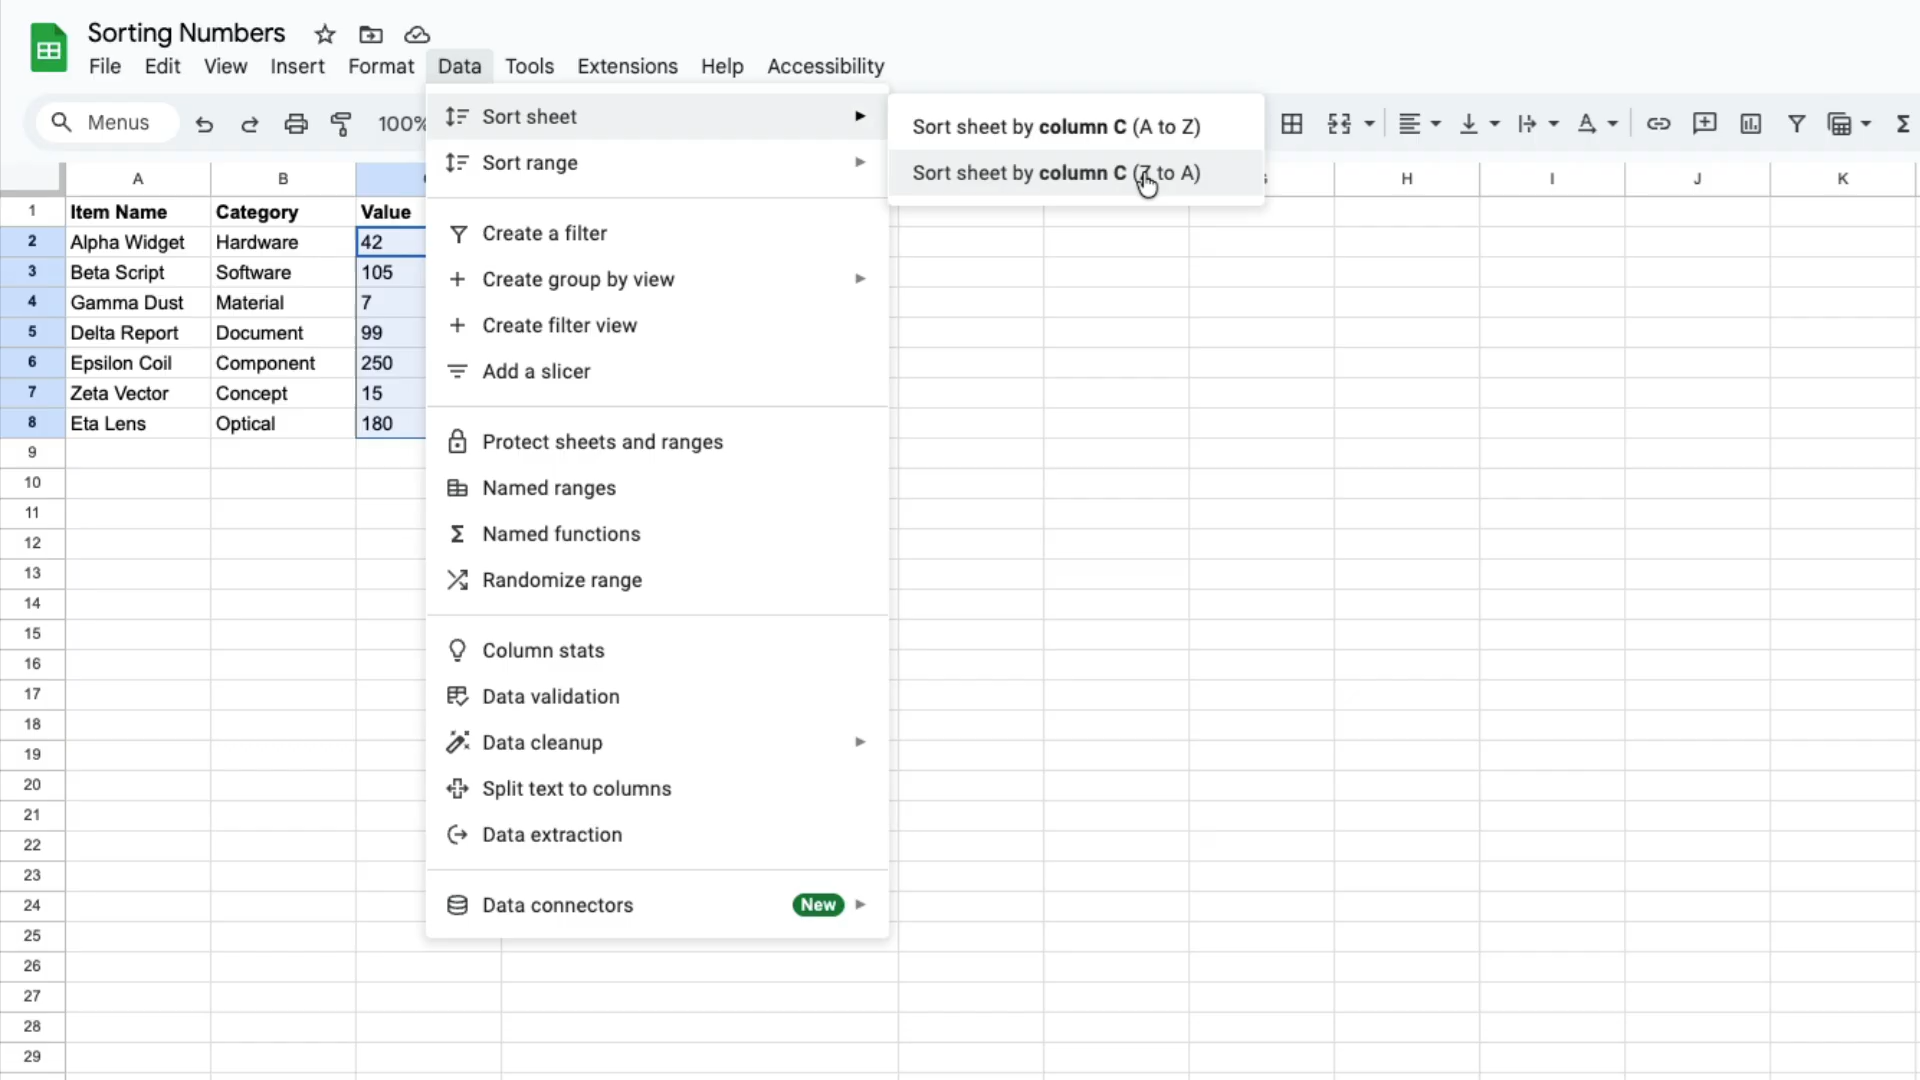 Sorting Numbers
File Edit View Insert Format Data Tools Extensions Help Accessibility
Menus 100%
Sort sheet
Sort range
Create a filter
Create group by view
Create filter view
Add a slicer
Protect sheets and ranges
Named ranges
Named functions
Randomize range
Column stats
Data validation
Data cleanup
Split text to columns
Data extraction
Data connectors New
Sort sheet by column C (A to Z)
Sort sheet by column C (Z to A)
A B H I J K
1 Item Name Category Value
2 Alpha Widget Hardware 42
3 Beta Script Software 105
4 Gamma Dust Material 7
5 Delta Report Document 99
6 Epsilon Coil Component 250
7 Zeta Vector Concept 15
8 Eta Lens Optical 180
9
10
11
12
13
14
15
16
17
18
19
20
21
22
23
24
25
26
27
28
29